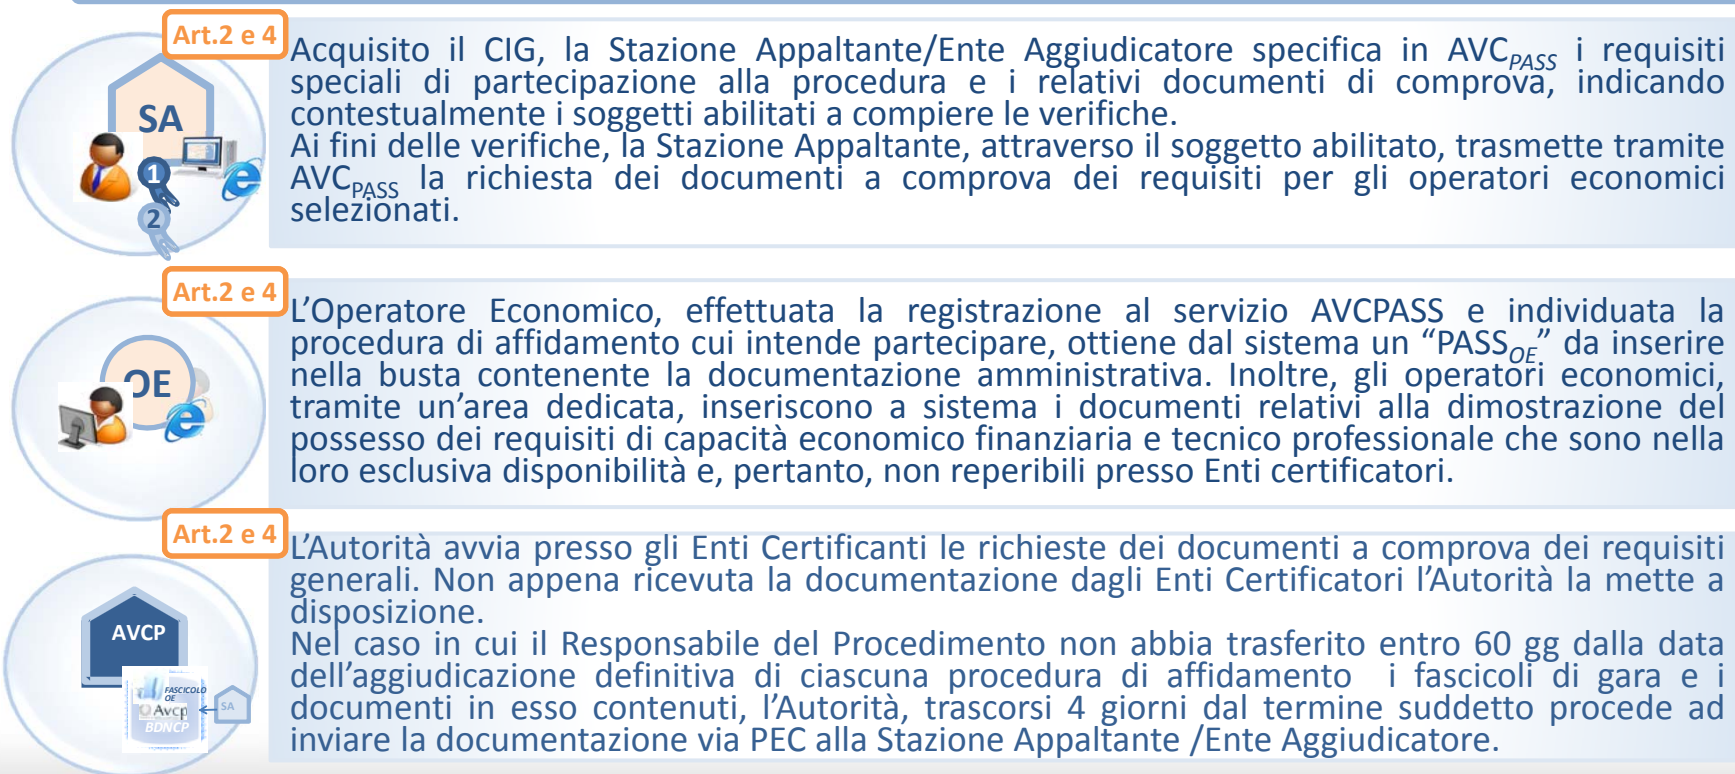 Art.2 e 4
SA
1
2
Acquisito il CIG, la Stazione Appaltante/Ente Aggiudicatore specifica in AVCPASS i requisiti
speciali di partecipazione alla procedura e i relativi documenti di comprova, indicando
contestualmente i soggetti abilitati a compiere le verifiche.
Ai fini delle verifiche, la Stazione Appaltante, attraverso il soggetto abilitato, trasmette tramite
AVCPASS la richiesta dei documenti a comprova dei requisiti per gli operatori economici
selezionati.
Art.2 e 4
OE
L’Operatore Economico, effettuata la registrazione al servizio AVCPASS e individuata la
procedura di affidamento cui intende partecipare, ottiene dal sistema un “PASSOE” da inserire
nella busta contenente la documentazione amministrativa. Inoltre, gli operatori economici,
tramite un’area dedicata, inseriscono a sistema i documenti relativi alla dimostrazione del
possesso dei requisiti di capacità economico finanziaria e tecnico professionale che sono nella
loro esclusiva disponibilità e, pertanto, non reperibili presso Enti certificatori.
Art.2 e 4
AVCP
FASCICOLO
OE
Avcp
BDNCP
SA
L’Autorità avvia presso gli Enti Certificanti le richieste dei documenti a comprova dei requisiti
generali. Non appena ricevuta la documentazione dagli Enti Certificatori l’Autorità la mette a
disposizione.
Nel caso in cui il Responsabile del Procedimento non abbia trasferito entro 60 gg dalla data
dell’aggiudicazione definitiva di ciascuna procedura di affidamento i fascicoli di gara e i
documenti in esso contenuti, l’Autorità, trascorsi 4 giorni dal termine suddetto procede ad
inviare la documentazione via PEC alla Stazione Appaltante /Ente Aggiudicatore.